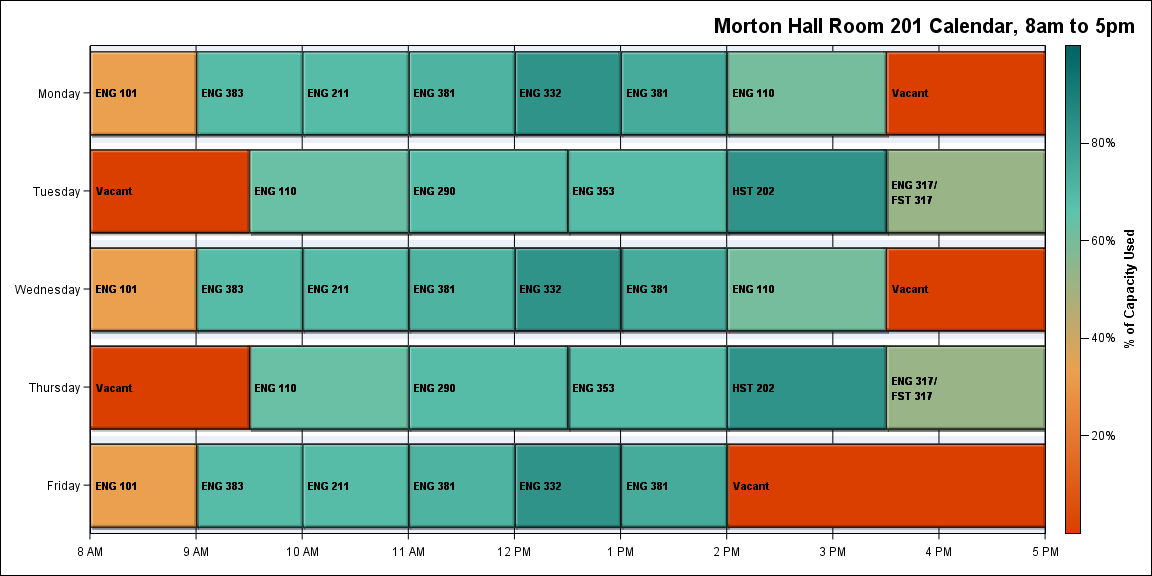 Morton Hall Room 201 Calendar, 8am to 5pm
Monday
ENG 101
ENG 383
ENG 211
ENG 381
ENG 332
ENG 381
ENG 110
Vacant
Tuesday
Vacant
ENG 110
ENG 290
ENG 353
HST 202
ENG 317/
FST 317
Wednesday
ENG 101
ENG 383
ENG 211
ENG 381
ENG 332
ENG 381
ENG 110
Vacant
Thursday
Vacant
ENG 110
ENG 290
ENG 353
HST 202
ENG 317/
FST 317
Friday
ENG 101
ENG 383
ENG 211
ENG 381
ENG 332
ENG 381
Vacant
8 AM
9 AM
10 AM
11 AM
12 PM
1 PM
2 PM
3 PM
4 PM
5 PM
80%
60%
40%
20%
% of Capacity Used